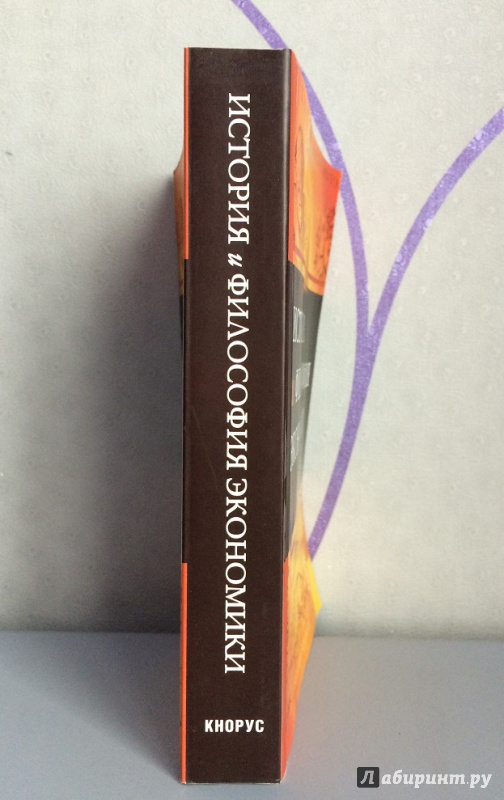 ИСТОРИЯ и ФИЛОСОФИЯ ЭКОНОМИКИ
КНОРУС
Лабиринт.ру